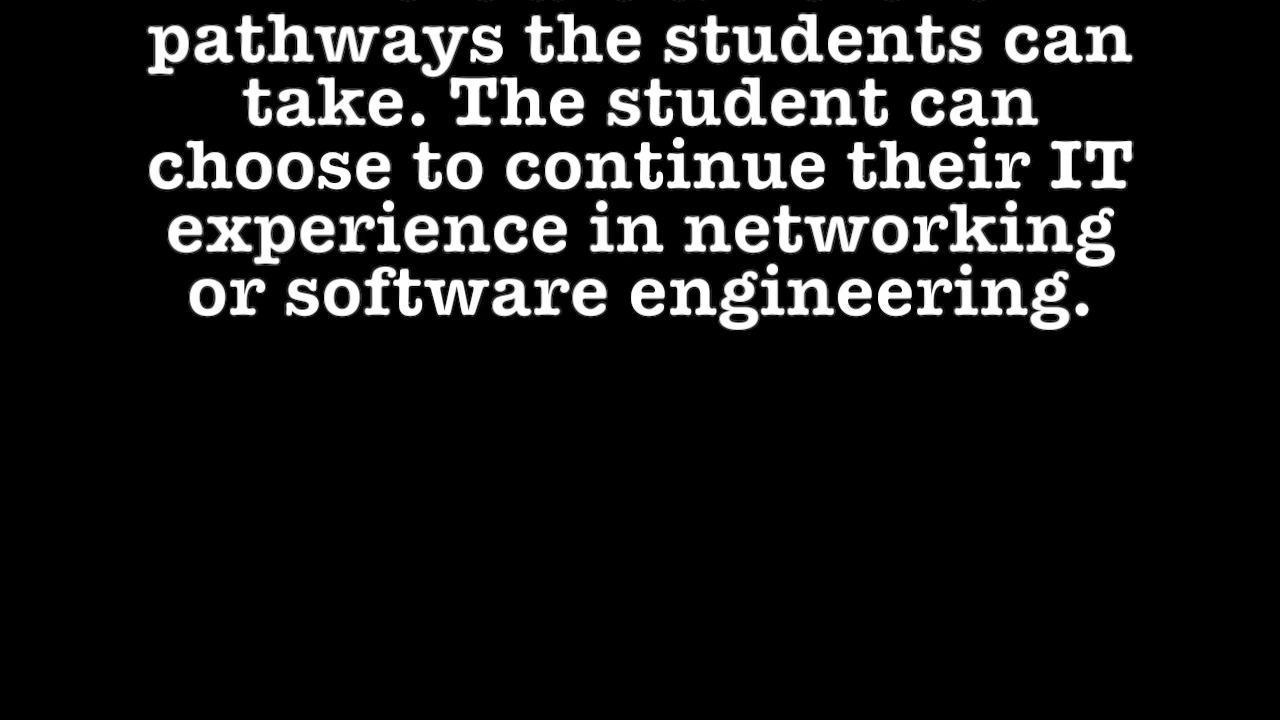 pathways the students can
take. The student can
choose to continue their IT
experience in networking
or software engineering.